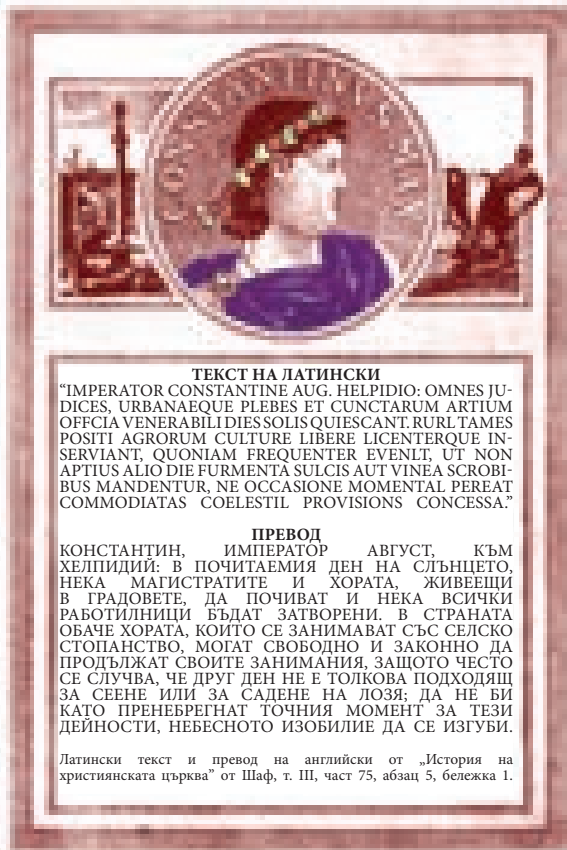 CONSTANTINVS
ТЕКСТ НА ЛАТИНСКИ
“IMPERATOR CONSTANTINE AUG. HELPIDIO: OMNES JU-
DICES, URBANAEQUE PLEBES ET CUNCTARUM ARTIUM
OFFCIA VENERABILI DIES SOLIS QUIESCANT. RURL TAMES
POSITI AGRORUM CULTURE LIBERE LICENTERQUE IN-
SERVIANT, QUONIAM FREQUENTER EVENLT, UT NON
APTIUS ALIO DIE FURMENTA SULCIS AUT VINEA SCROBI-
BUS MANDENTUR, NE OCCASIONE MOMENTAL PEREAT
COMMODIATAS COELESTIL PROVISIONS CONCESSA.”
ПРЕВОД
КОНСТАНТИН, ИМПЕРАТОР АВГУСТ, КЪМ
ХЕЛПИДИЙ: В ПОЧИТАЕМИЯ ДЕН НА СЛЪНЦЕТО,
НЕКА МАГИСТРАТИТЕ И ХОРАТА, ЖИВЕЕЩИ
В ГРАДОВЕТЕ, ДА ПОЧИВАТ И НЕКА ВСИЧКИ
РАБОТИЛНИЦИ БЪДАТ ЗАТВОРЕНИ. В СТРАНАТА
ОБАЧЕ ХОРАТА, КОИТО СЕ ЗАНИМАВАТ СЪС СЕЛСКО
СТОПАНСТВО, МОГАТ СВОБОДНО И ЗАКОННО ДА
ПРОДЪЛЖАТ СВОИТЕ ЗАНИМАНИЯ, ЗАЩОТО ЧЕСТО
СЕ СЛУЧВА, ЧЕ ДРУГ ДЕН НЕ Е ТОЛКОВА ПОДХОДЯЩ
ЗА СЕЕНЕ ИЛИ ЗА САДЕНЕ НА ЛОЗЯ; ДА НЕ БИ
КАТО ПРЕНЕБРЕГНАТ ТОЧНИЯ МОМЕНТ ЗА ТЕЗИ
ДЕЙНОСТИ, НЕБЕСНОТО ИЗОБИЛИЕ ДА СЕ ИЗГУБИ.
Латински текст и превод на английски от „История на
християнската църква” от Шаф, т. III, част 75, абзац 5, бележка 1.